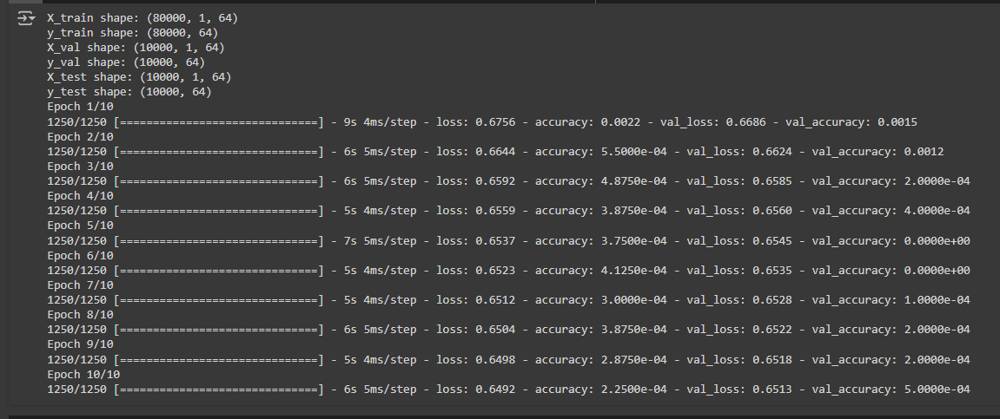 X_train shape: (80000, 1, 64)
y_train shape: (80000, 64)
X_val shape: (10000, 1, 64)
y_val shape: (10000, 64)
X_test shape: (10000, 1, 64)
y_test shape: (10000, 64)
Epoch 1/10
1250/1250 [==============================] - 9s 4ms/step - loss: 0.6756 - accuracy: 0.0022 - val_loss: 0.6686 - val_accuracy: 0.0015
Epoch 2/10
1250/1250 [==============================] - 6s 5ms/step - loss: 0.6644 - accuracy: 5.5000e-04 - val_loss: 0.6624 - val_accuracy: 0.0012
Epoch 3/10
1250/1250 [==============================] - 6s 5ms/step - loss: 0.6592 - accuracy: 4.8750e-04 - val_loss: 0.6585 - val_accuracy: 2.0000e-04
Epoch 4/10
1250/1250 [==============================] - 5s 4ms/step - loss: 0.6559 - accuracy: 3.8750e-04 - val_loss: 0.6560 - val_accuracy: 4.0000e-04
Epoch 5/10
1250/1250 [==============================] - 7s 5ms/step - loss: 0.6537 - accuracy: 3.7500e-04 - val_loss: 0.6545 - val_accuracy: 0.0000e+00
Epoch 6/10
1250/1250 [==============================] - 5s 4ms/step - loss: 0.6523 - accuracy: 4.1250e-04 - val_loss: 0.6535 - val_accuracy: 0.0000e+00
Epoch 7/10
1250/1250 [==============================] - 5s 4ms/step - loss: 0.6512 - accuracy: 3.0000e-04 - val_loss: 0.6528 - val_accuracy: 1.0000e-04
Epoch 8/10
1250/1250 [==============================] - 6s 5ms/step - loss: 0.6504 - accuracy: 3.8750e-04 - val_loss: 0.6522 - val_accuracy: 2.0000e-04
Epoch 9/10
1250/1250 [==============================] - 5s 4ms/step - loss: 0.6498 - accuracy: 2.8750e-04 - val_loss: 0.6518 - val_accuracy: 2.0000e-04
Epoch 10/10
1250/1250 [==============================] - 6s 5ms/step - loss: 0.6492 - accuracy: 2.2500e-04 - val_loss: 0.6513 - val_accuracy: 5.0000e-04